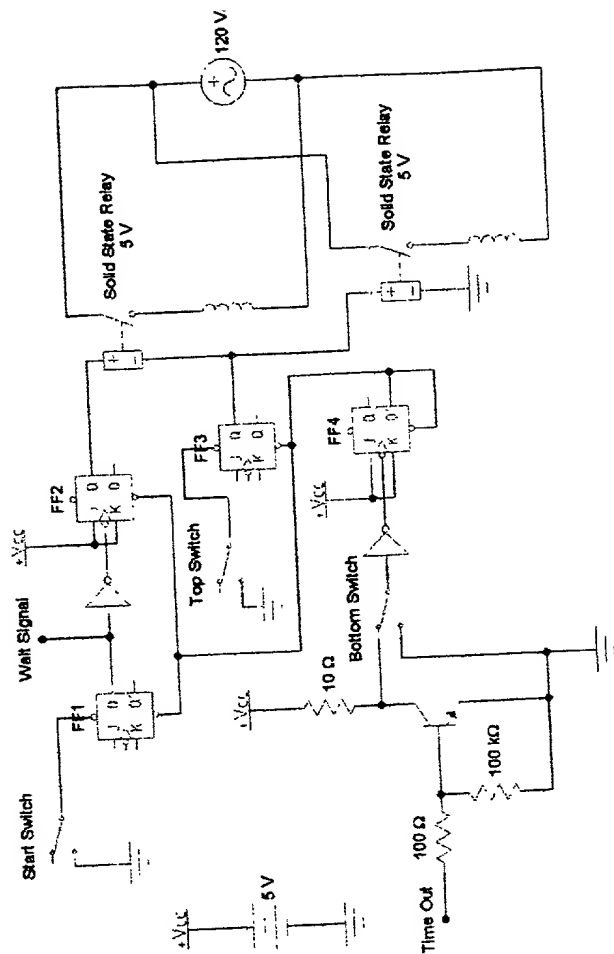 Start Switch
FF1
J
Q
K
Q'
Wait Signal
+Vcc
FF2
J
Q
K
Q
Solid State Relay
5 V
+
-
120 V
+
Top Switch
FF3
J
Q
K
Q'
Solid State Relay
5 V
+
-
+Vcc
FF4
J
Q
K
Q'
Bottom Switch
+Vcc
10 Ω
100 kΩ
100 Ω
Time Out
+Vcc
5 V